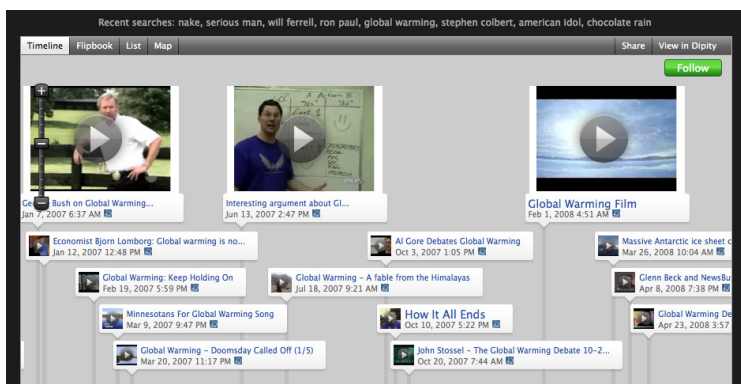 Recent searches: nake, serious man, will ferrell, ron paul, global warming, stephen colbert, american idol, chocolate rain
Timeline Flipbook List Map Share View in Dipity
Follow
Bush on Global Warming...
Jan 7, 2007 6:37 AM
Interesting argument about Gl...
Jun 13, 2007 2:47 PM
Global Warming Film
Feb 1, 2008 4:51 AM
Economist Bjorn Lomborg: Global warming is no...
Jan 12, 2007 12:48 PM
Al Gore Debates Global Warming
Oct 3, 2007 1:05 PM
Massive Antarctic ice sheet c
Mar 26, 2008 10:04 AM
Global Warming: Keep Holding On
Feb 19, 2007 5:59 PM
Global Warming - A fable from the Himalayas
Jul 18, 2007 9:21 AM
Glenn Beck and NewsBu
Apr 8, 2008 7:38 PM
Minnesotans For Global Warming Song
Mar 9, 2007 9:47 PM
How It All Ends
Oct 10, 2007 5:22 PM
Global Warming De
Apr 23, 2008 3:57
Global Warming - Doomsday Called Off (1/5)
Mar 20, 2007 11:17 PM
John Stossel - The Global Warming Debate 10-2...
Oct 20, 2007 7:44 AM